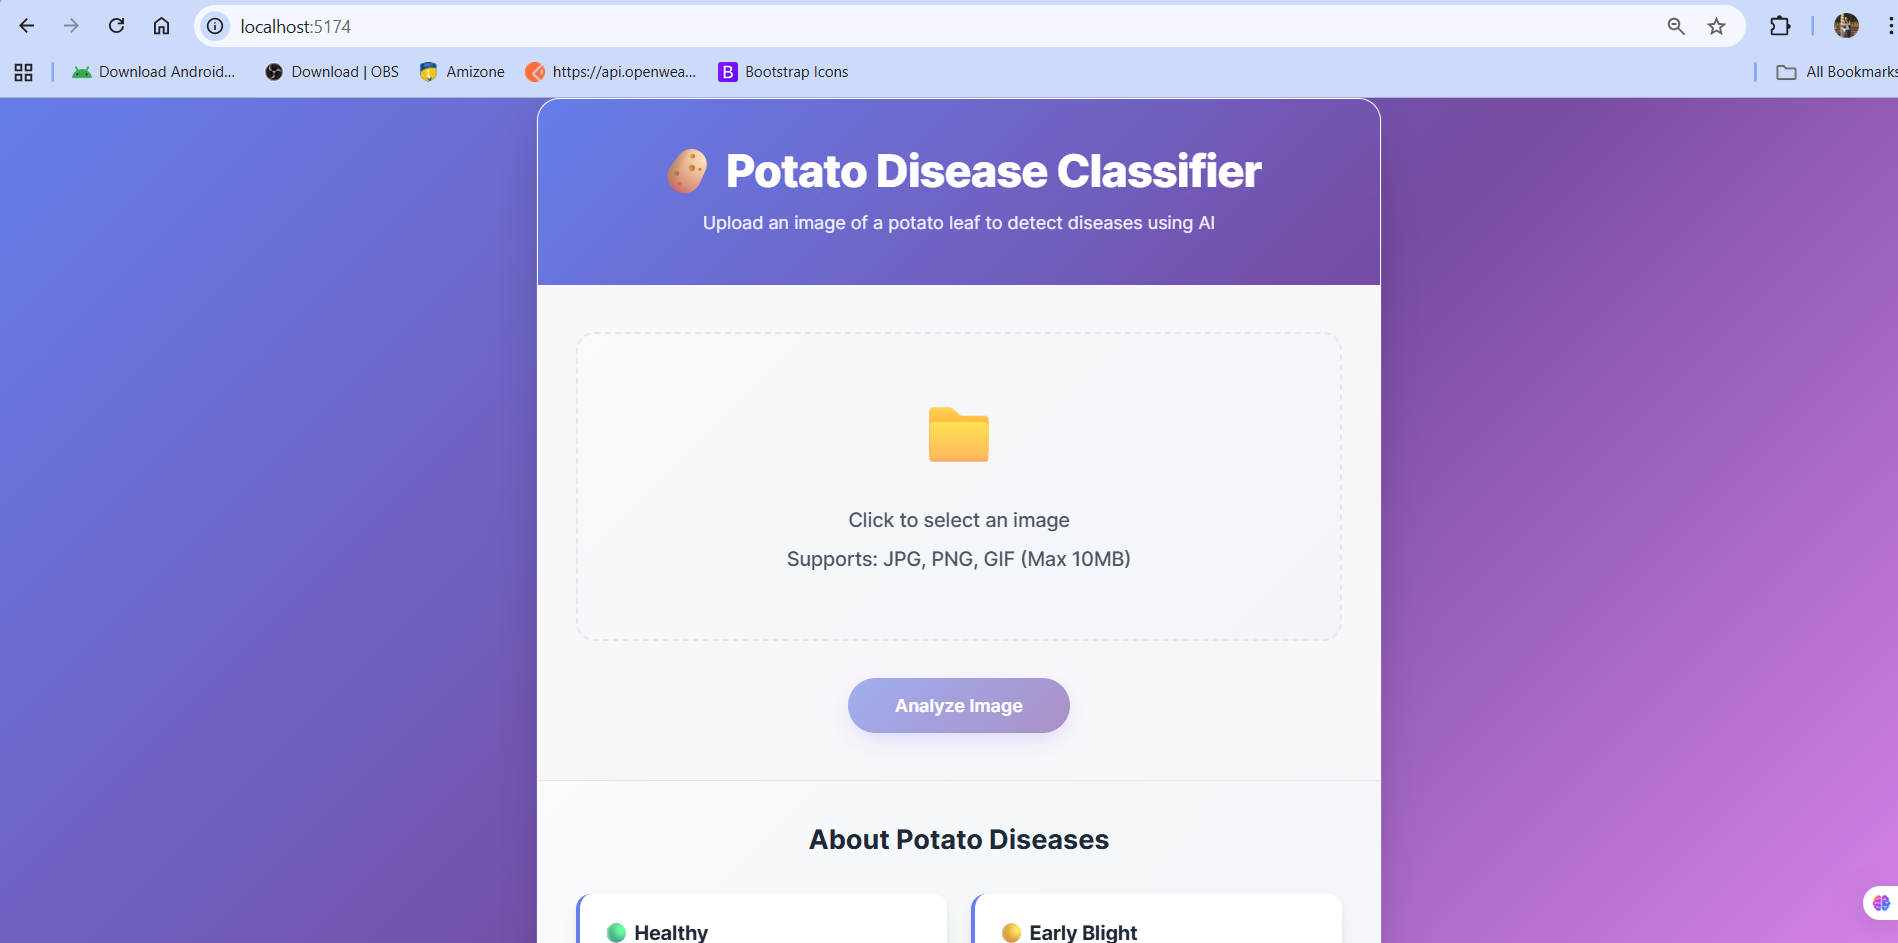 localhost:5174
Download Android...
Download | OBS
Amizone
https://api.openwea...
B
Bootstrap Icons
All Bookmarks
Potato Disease Classifier
Upload an image of a potato leaf to detect diseases using AI
Click to select an image
Supports: JPG, PNG, GIF (Max 10MB)
Analyze Image
About Potato Diseases
Healthy
Early Blight